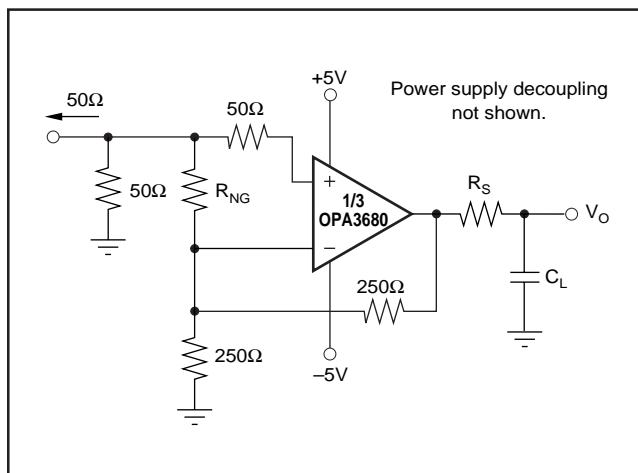 +5V
Power supply decoupling
not shown.
50Ω
50Ω
50Ω
R_NG
+
1/3
OPA3680
−
R_S
V_O
C_L
250Ω
250Ω
−5V